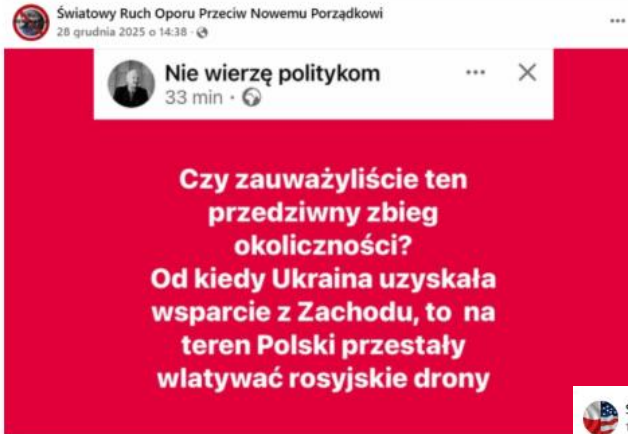 Światowy Ruch Oporu Przeciw Nowemu Porządkowi
28 grudnia 2025 o 14:38 ·
Nie wierzę politykom
33 min ·
Czy zauważyliście ten
przedziwny zbieg
okoliczności?
Od kiedy Ukraina uzyskała
wsparcie z Zachodu, to na
teren Polski przestały
wlatywać rosyjskie drony